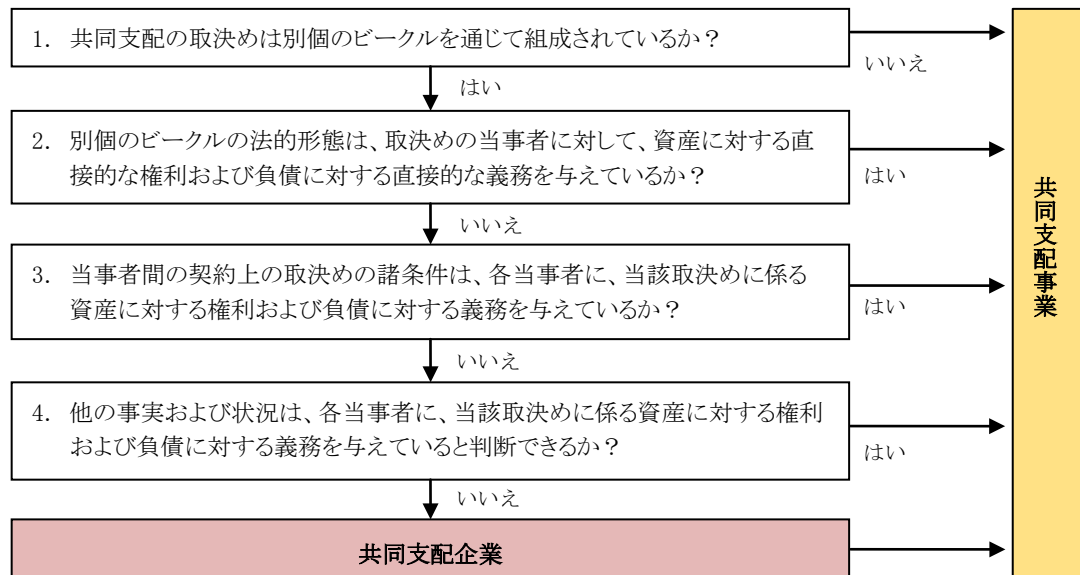 1. 共同支配の取決めは別個のビークルを通じて組成されているか？
いいえ
はい
2. 別個のビークルの法的形態は、取決めの当事者に対して、資産に対する直
接的な権利および負債に対する直接的な義務を与えているか？
はい
いいえ
3. 当事者間の契約上の取決めの諸条件は、各当事者に、当該取決めに係る
資産に対する権利および負債に対する義務を与えているか？
はい
いいえ
4. 他の事実および状況は、各当事者に、当該取決めに係る資産に対する権利
および負債に対する義務を与えていると判断できるか？
はい
いいえ
共同支配企業
共同支配事業